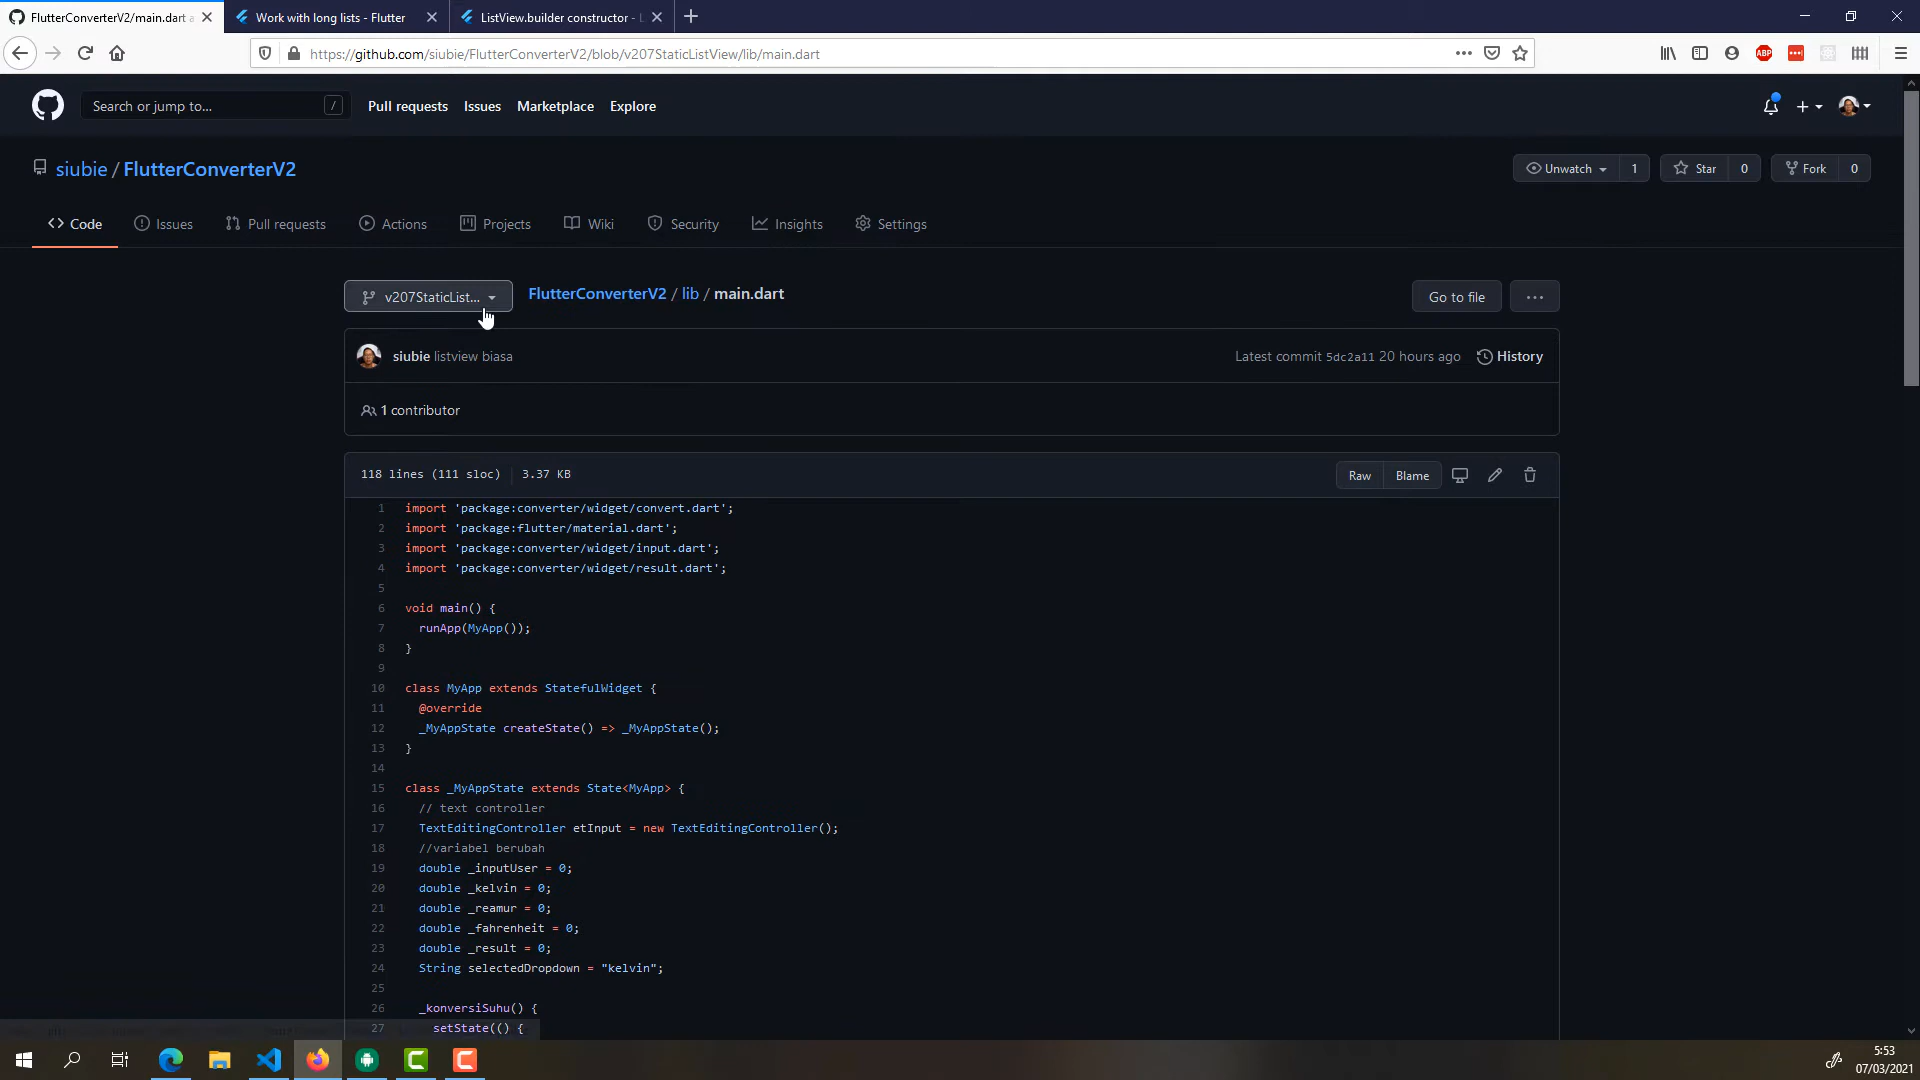 FlutterConverterV2/main.dart a
Work with long lists - Flutter
ListView.builder constructor - L
https://github.com/siubie/FlutterConverterV2/blob/v207StaticListView/lib/main.dart
ABP
Search or jump to...
/
Pull requests
Issues
Marketplace
Explore
siubie / FlutterConverterV2
Unwatch 1
Star 0
Fork 0
Code
Issues
Pull requests
Actions
Projects
Wiki
Security
Insights
Settings
v207StaticList...
FlutterConverterV2 / lib / main.dart
Go to file
...
siubie listview biasa
Latest commit 5dc2a11 20 hours ago
History
1 contributor
118 lines (111 sloc) | 3.37 KB
Raw
Blame
1 import 'package:converter/widget/convert.dart';
2 import 'package:flutter/material.dart';
3 import 'package:converter/widget/input.dart';
4 import 'package:converter/widget/result.dart';
5
6 void main() {
7 runApp(MyApp());
8 }
9
10 class MyApp extends StatefulWidget {
11 @override
12 _MyAppState createState() => _MyAppState();
13 }
14
15 class _MyAppState extends State<MyApp> {
16 // text controller
17 TextEditingController etInput = new TextEditingController();
18 //variabel berubah
19 double _inputUser = 0;
20 double _kelvin = 0;
21 double _reamur = 0;
22 double _fahrenheit = 0;
23 double _result = 0;
24 String selectedDropdown = "kelvin";
25
26 _konversiSuhu() {
27 setState(() {
5:53
07/03/2021